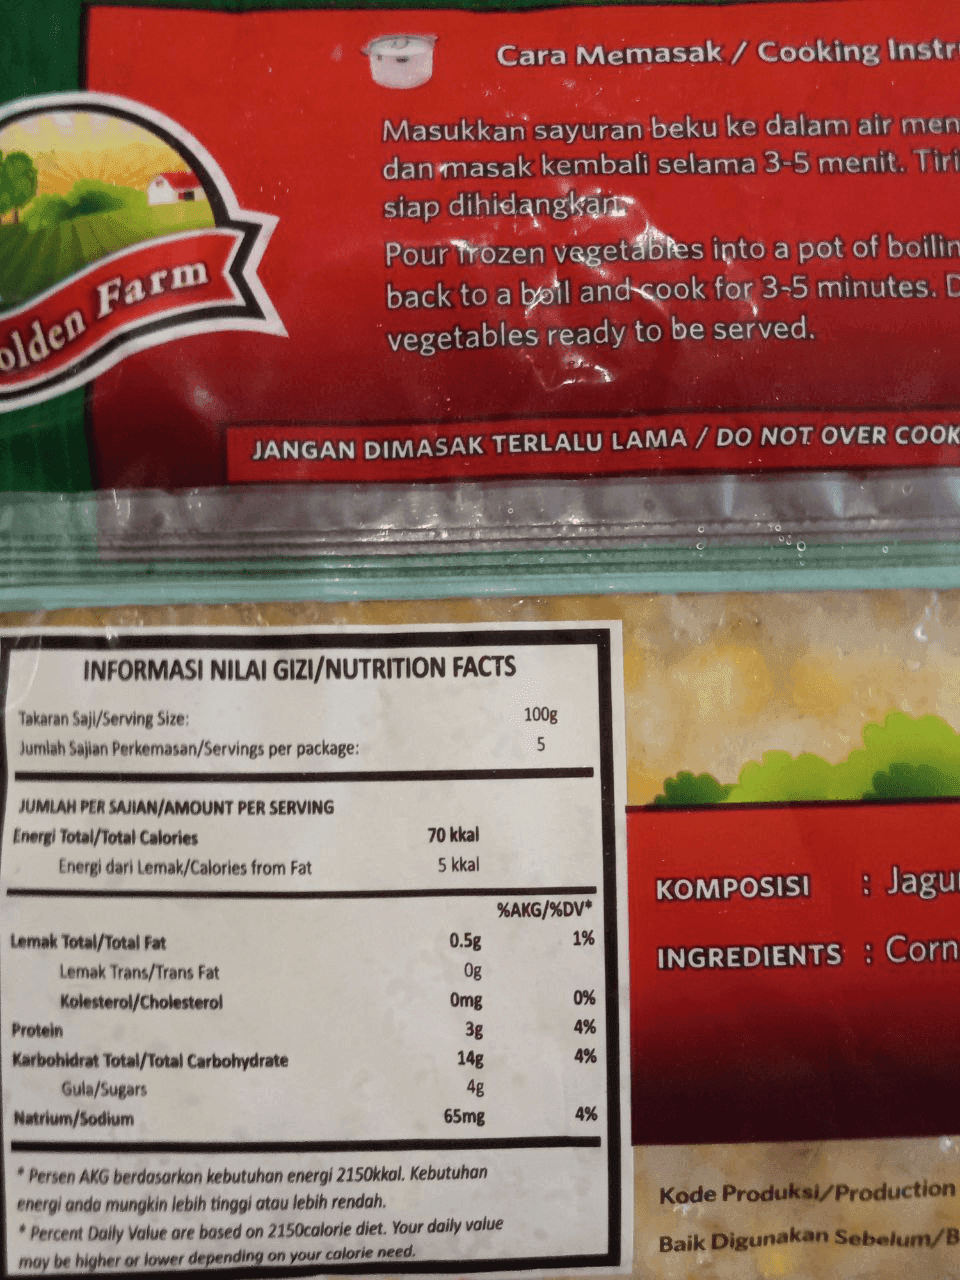 Cara Memasak / Cooking Instr
Masukkan sayuran beku ke dalam air men
dan masak kembali selama 3-5 menit. Tiri
siap dihidangkan.
Pour frozen vegetables into a pot of boilin
back to a boil and cook for 3-5 minutes. D
vegetables ready to be served.
olden Farm
JANGAN DIMASAK TERLALU LAMA / DO NOT OVER COOK
INFORMASI NILAI GIZI/NUTRITION FACTS
Takaran Saji/Serving Size: 100g
Jumlah Sajian Perkemasan/Servings per package: 5
JUMLAH PER SAJIAN/AMOUNT PER SERVING
Energi Total/Total Calories 70 kkal
Energi dari Lemak/Calories from Fat 5 kkal
%AKG/%DV*
Lemak Total/Total Fat 0.5g 1%
Lemak Trans/Trans Fat 0g
Kolesterol/Cholesterol 0mg 0%
Protein 3g 4%
Karbohidrat Total/Total Carbohydrate 14g 4%
Gula/Sugars 4g
Natrium/Sodium 65mg 4%
* Persen AKG berdasarkan kebutuhan energi 2150kkal. Kebutuhan
energi anda mungkin lebih tinggi atau lebih rendah.
* Percent Daily Value are based on 2150calorie diet. Your daily value
may be higher or lower depending on your calorie need.
KOMPOSISI : Jagu
INGREDIENTS : Corn
Kode Produksi/Production
Baik Digunakan Sebelum/B